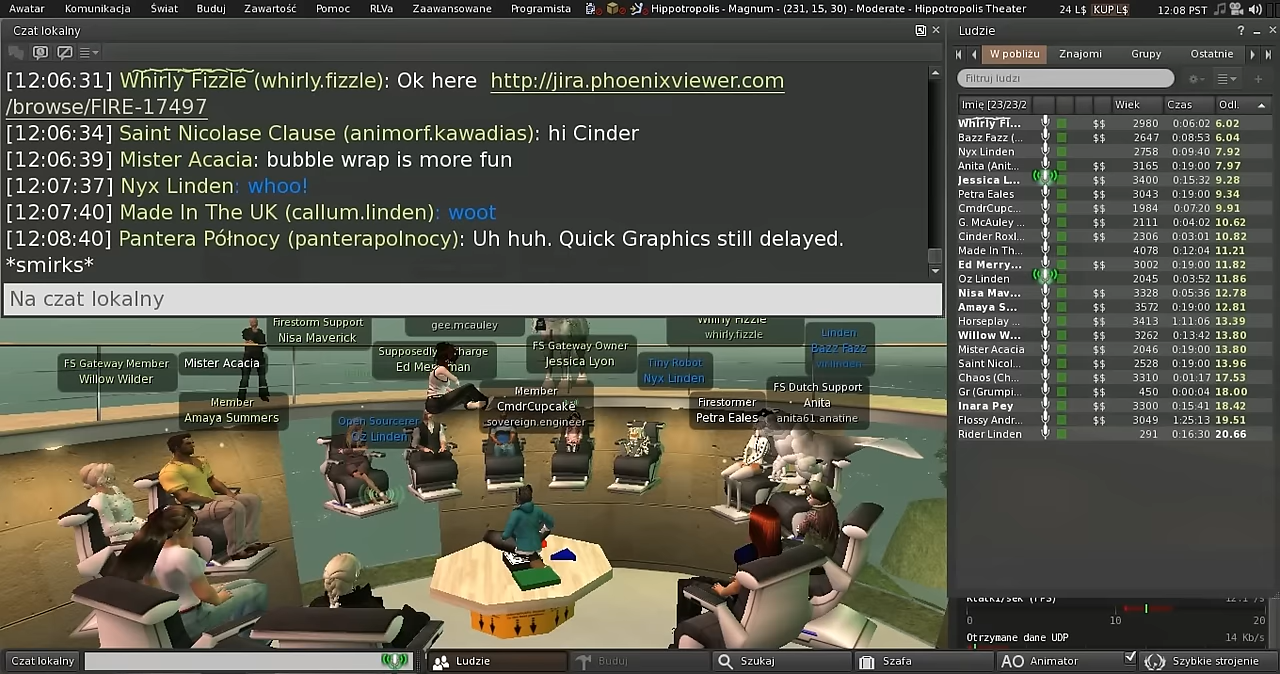 Awatar Komunikacja Świat Buduj Zawartość Pomoc RLVa Zaawansowane Programista Hippotropolis - Magnum - (231, 15, 30) - Moderate - Hippotropolis Theater 24 L$ KUP L$ 12:08 PST
Czat lokalny
[12:06:31] Whirly Fizzle (whirly.fizzle): Ok here http://jira.phoenixviewer.com
/browse/FIRE-17497
[12:06:34] Saint Nicolase Clause (animorf.kawadias): hi Cinder
[12:06:39] Mister Acacia: bubble wrap is more fun
[12:07:37] Nyx Linden: whoo!
[12:07:40] Made In The UK (callum.linden): woot
[12:08:40] Pantera Północy (panterapolnocy): Uh huh. Quick Graphics still delayed.
*smirks*
Na czat lokalny
Ludzie
W pobliżu Znajomi Grupy Ostatnie
Filtruj ludzi
Imię [23/23/2 Wiek Czas Odl.
Whirly Fi... $$ 2980 0:06:02 6.02
Bazz Fazz (... $$ 2647 0:08:53 6.04
Nyx Linden 2758 0:09:40 7.92
Anita (Anit... $$ 3165 0:19:00 7.97
Jessica L... $$ 3400 0:15:32 9.28
Petra Eales $$ 3043 0:19:00 9.34
CmdrCupc... $$ 1984 0:07:20 9.91
G. McAuley ... $$ 2111 0:04:02 10.62
Cinder Roxl... $$ 2306 0:03:01 10.82
Made In Th... 4078 0:12:04 11.21
Ed Merry... $$ 3002 0:19:00 11.82
Oz Linden 2045 0:03:52 11.86
Nisa Mav... $$ 3328 0:05:36 12.78
Amaya S... $$ 3572 0:19:00 12.81
Horseplay ... $$ 3413 1:11:06 13.39
Willow W... $$ 3262 0:13:42 13.80
Mister Acacia $$ 2046 0:19:00 13.80
Saint Nicol... $$ 2528 0:19:00 13.96
Chaos (Ch... $$ 3310 0:01:17 17.53
Gr (Grumpi... $$ 450 0:00:04 18.00
Inara Pey $$ 3300 0:15:41 18.42
Flossy Andr... $$ 3049 1:25:13 19.51
Rider Linden 291 0:16:30 20.66
Firestorm Support
Nisa Maverick
gee.mcauley
Whirly Fizzle
whirly.fizzle
Linden
Bazz Fazz
FS Gateway Member
Willow Wilder
Mister Acacia
Supposedly
Ed
FS Gateway Owner
Jessica Lyon
Tiny Robot
Nyx Linden
Member
Amaya Summers
Open Sourcerer
Oz Linden
Member
CmdrCupcake
sovereign.engineer
Firestormer
Petra Eales
FS Dutch Support
Anita
anita61.anatine
Klatki/sek (FPS) 12.1 /s
0 10 20
Otrzymane dane UDP 14 Kb/s
Czat lokalny Ludzie Buduj Szukaj Szafa AO Animator Szybkie strojenie